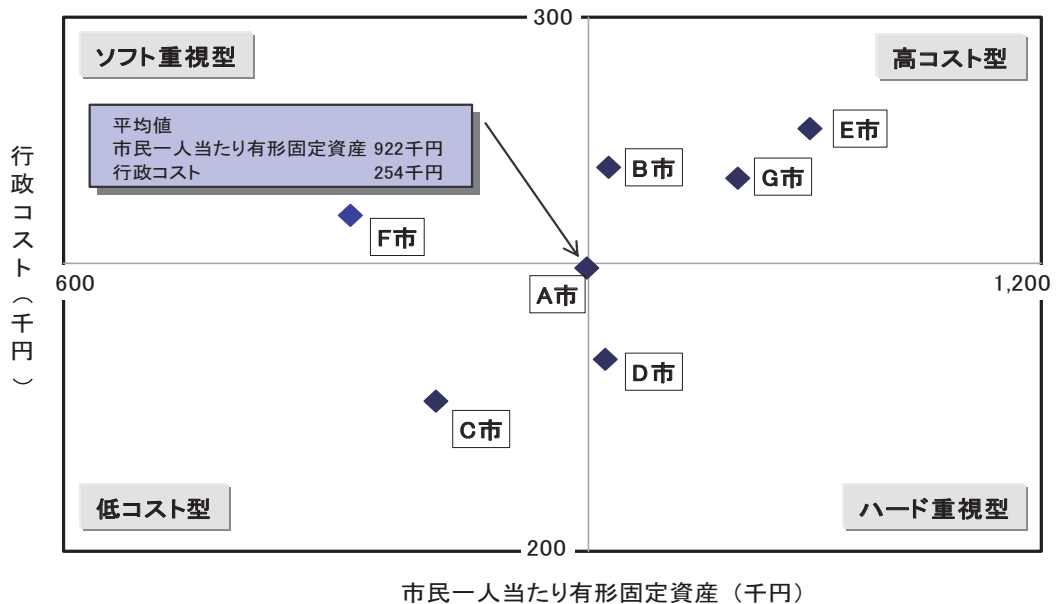 300
ソフト重視型
高コスト型
平均値
市民一人当たり有形固定資産 922千円
行政コスト 254千円
E市
B市
G市
F市
行政コスト（千円）
600
1,200
A市
D市
C市
低コスト型
ハード重視型
200
市民一人当たり有形固定資産（千円）